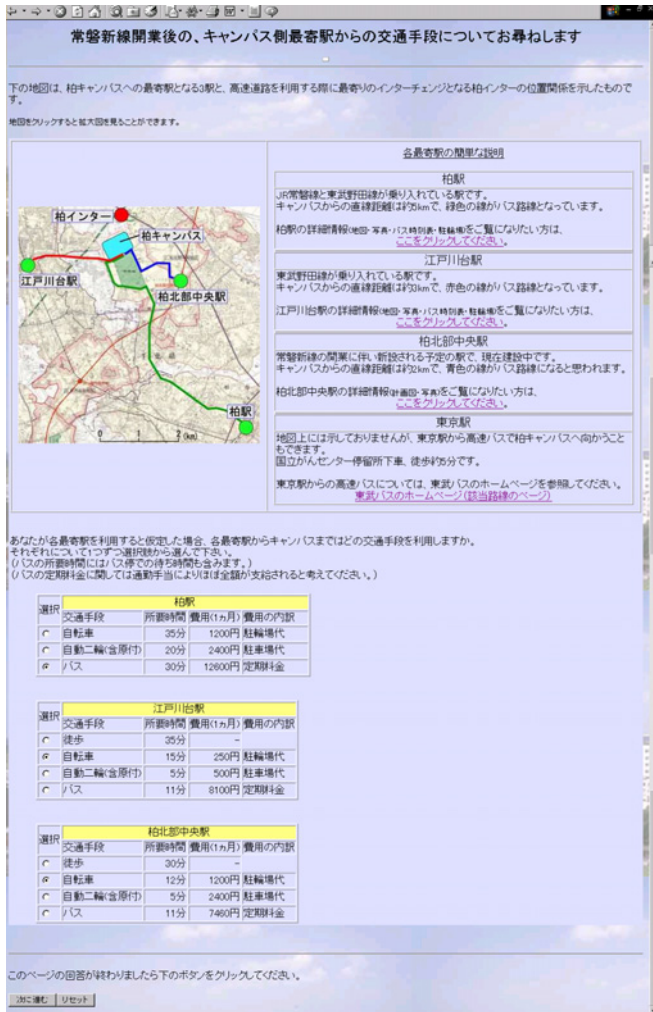 常磐新線開業後の、キャンパス側最寄駅からの交通手段についてお尋ねします
下の地図は、柏キャンパスへの最寄駅となる3駅と、高速道路を利用する際に最寄りのインターチェンジとなる柏インターの位置関係を示したもので
す。
地図をクリックすると拡大図を見ることができます。
柏インター
柏キャンパス
江戸川台駅
柏北部中央駅
柏駅
0 1 2 (km)
各最寄駅の簡単な説明
柏駅
JR常磐線と東武野田線が乗り入れている駅です。
キャンパスからの直線距離は約5kmで、緑色の線がバス路線となっています。
柏駅の詳細情報(地図・写真・バス時刻表・駐輪場)をご覧になりたい方は、
ここをクリックしてください。
江戸川台駅
東武野田線が乗り入れている駅です。
キャンパスからの直線距離は約3kmで、赤色の線がバス路線となっています。
江戸川台駅の詳細情報(地図・写真・バス時刻表・駐輪場)をご覧になりたい方は、
ここをクリックしてください。
柏北部中央駅
常磐新線の開業に伴い新設される予定の駅で、現在建設中です。
キャンパスからの直線距離は約2kmで、青色の線がバス路線になると思われます。
柏北部中央駅の詳細情報(計画図・写真)をご覧になりたい方は、
ここをクリックしてください。
東京駅
地図上には示しておりませんが、東京駅から高速バスで柏キャンパスへ向かうこと
もできます。
国立がんセンター停留所下車、徒歩約5分です。
東京駅からの高速バスについては、東武バスのホームページを参照してください。
東武バスのホームページ(該当路線のページ)
あなたが各最寄駅を利用すると仮定した場合、各最寄駅からキャンパスまではどの交通手段を利用しますか。
それぞれについて1つずつ選択肢から選んで下さい。
(バスの所要時間にはバス停での待ち時間も含みます。)
(バスの定期料金に関しては通勤手当によりほぼ全額が支給されると考えてください。)
選択 柏駅
交通手段 所要時間 費用(1ヵ月) 費用の内訳
自転車 35分 1200円 駐輪場代
自動二輪(含原付) 20分 2400円 駐車場代
バス 30分 12600円 定期料金
選択 江戸川台駅
交通手段 所要時間 費用(1ヵ月) 費用の内訳
徒歩 35分 -
自転車 15分 250円 駐輪場代
自動二輪(含原付) 5分 500円 駐車場代
バス 11分 8100円 定期料金
選択 柏北部中央駅
交通手段 所要時間 費用(1ヵ月) 費用の内訳
徒歩 30分 -
自転車 12分 1200円 駐輪場代
自動二輪(含原付) 5分 2400円 駐車場代
バス 11分 7460円 定期料金
このページの回答が終わりましたら下のボタンをクリックしてください。
次に進む リセット